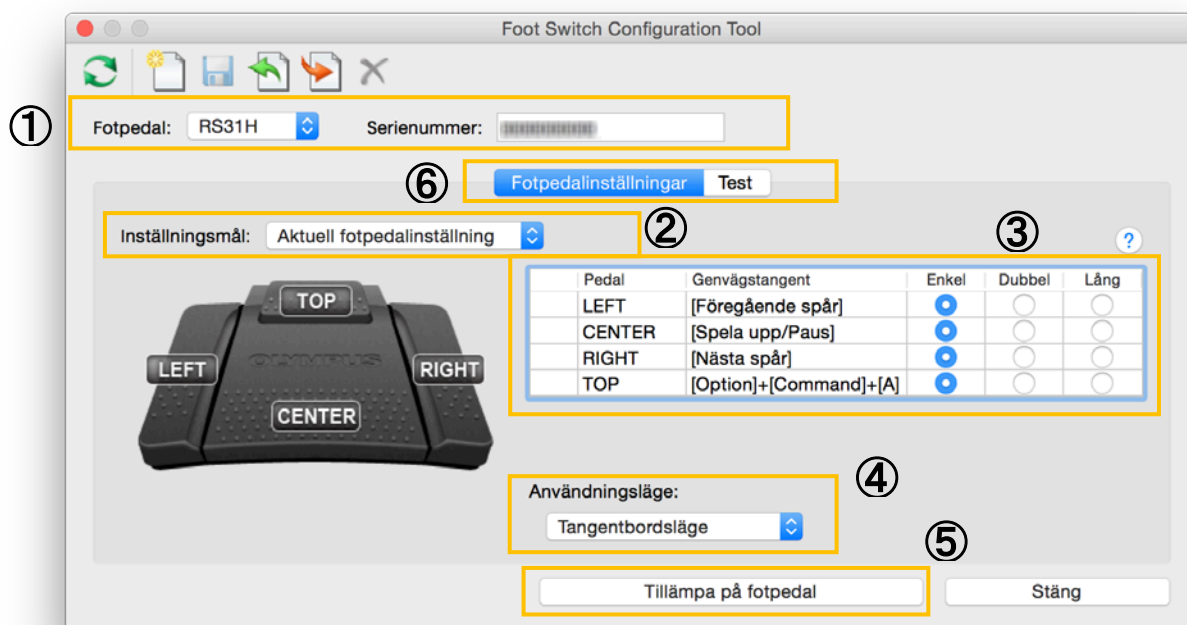 Foot Switch Configuration Tool
①
Fotpedal: RS31H Serienummer:
⑥ Fotpedalinställningar Test
Inställningsmål: Aktuell fotpedalinställning ② ③ ?
Pedal Genvägstangent Enkel Dubbel Lång
LEFT [Föregående spår]
CENTER [Spela upp/Paus]
RIGHT [Nästa spår]
TOP [Option]+[Command]+[A]
TOP
OLYMPUS
LEFT RIGHT
CENTER
Användningsläge: ④
Tangentbordsläge
⑤
Tillämpa på fotpedal Stäng